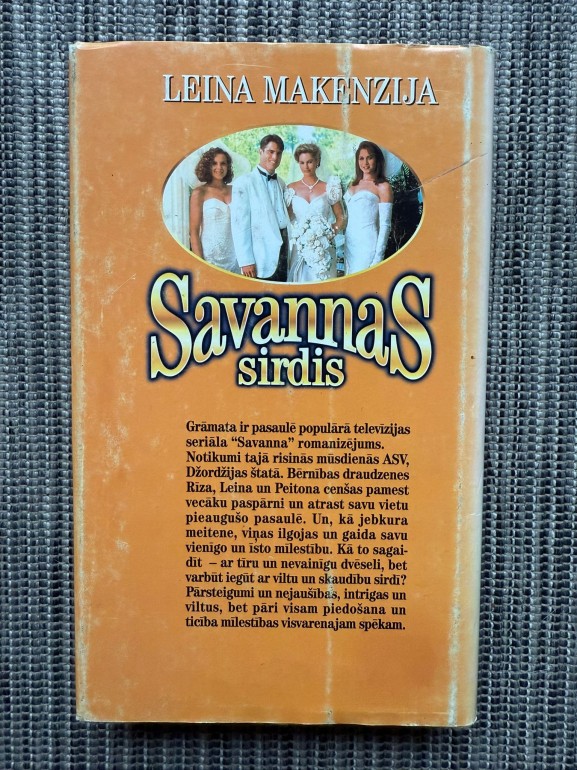 LEINA MAKENZIJA
SavannaS
sirdis
Grāmata ir pasaulē populārā televīzijas
seriāla "Savanna" romanizējums.
Notikumi tajā risinās mūsdienās ASV,
Džordžijas štatā. Bērnības draudzenes
Rīza, Leina un Peitona cenšas pamest
vecāku paspārni un atrast savu vietu
pieaugušo pasaulē. Un, kā jebkura
meitene, viņas ilgojas un gaida savu
vienīgo un īsto mīlestību. Kā to sagai-
dīt – ar tīru un nevainīgu dvēseli, bet
varbūt iegūt ar viltu un skaudību sirdī?
Pārsteigumi un nejaušības, intrigas un
viltus, bet pāri visam piedošana un
ticība mīlestības visvarenajam spēkam.